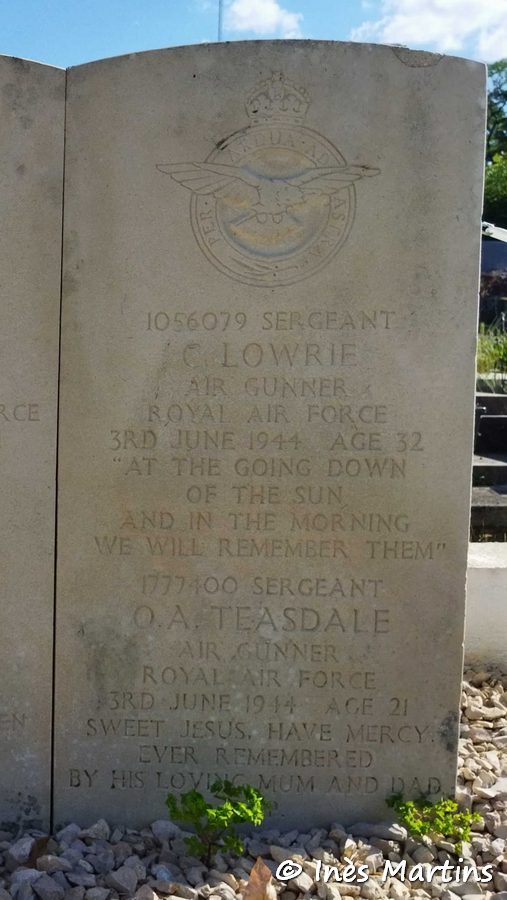 PER ARDUA AD ASTRA
1056079 SERGEANT
C. LOWRIE
AIR GUNNER
ROYAL AIR FORCE
3RD JUNE 1944 AGE 32
"AT THE GOING DOWN
OF THE SUN
AND IN THE MORNING
WE WILL REMEMBER THEM"
1777400 SERGEANT
O.A. TEASDALE
AIR GUNNER
ROYAL AIR FORCE
3RD JUNE 1944 AGE 21
SWEET JESUS, HAVE MERCY.
EVER REMEMBERED
BY HIS LOVING MUM AND DAD
RCE
EN
© Inès Martins